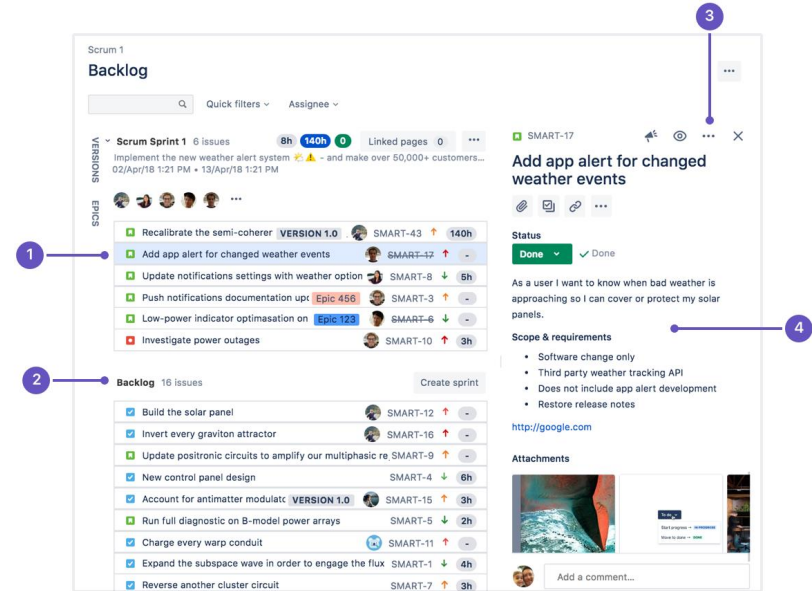 3
Scrum 1
Backlog
Quick filters
Assignee
VERSIONS
EPICS
Scrum Sprint 1 6 issues 8h 140h 0 Linked pages 0
Implement the new weather alert system - and make over 50,000+ customers...
02/Apr/18 1:21 PM • 13/Apr/18 1:21 PM
Recalibrate the semi-coherer VERSION 1.0 SMART-43 140h
1
Add app alert for changed weather events SMART-17 -
Update notifications settings with weather option SMART-8 5h
Push notifications documentation upd Epic 456 SMART-3 -
Low-power indicator optimasation on Epic 123 SMART-6 -
Investigate power outages SMART-10 3h
2
Backlog 16 issues Create sprint
Build the solar panel SMART-12 -
Invert every graviton attractor SMART-16 -
Update positronic circuits to amplify our multiphasic re SMART-9 -
New control panel design SMART-4 6h
Account for antimatter modulato VERSION 1.0 SMART-15 3h
Run full diagnostic on B-model power arrays SMART-5 2h
Charge every warp conduit SMART-11 -
Expand the subspace wave in order to engage the flux SMART-1 4h
Reverse another cluster circuit SMART-7 3h
SMART-17
Add app alert for changed
weather events
Status
Done
Done
As a user I want to know when bad weather is
approaching so I can cover or protect my solar
panels.
4
Scope & requirements
• Software change only
• Third party weather tracking API
• Does not include app alert development
• Restore release notes
http://google.com
Attachments
To do
Start progress → IN PROGRESS
Move to done → DONE
Add a comment...